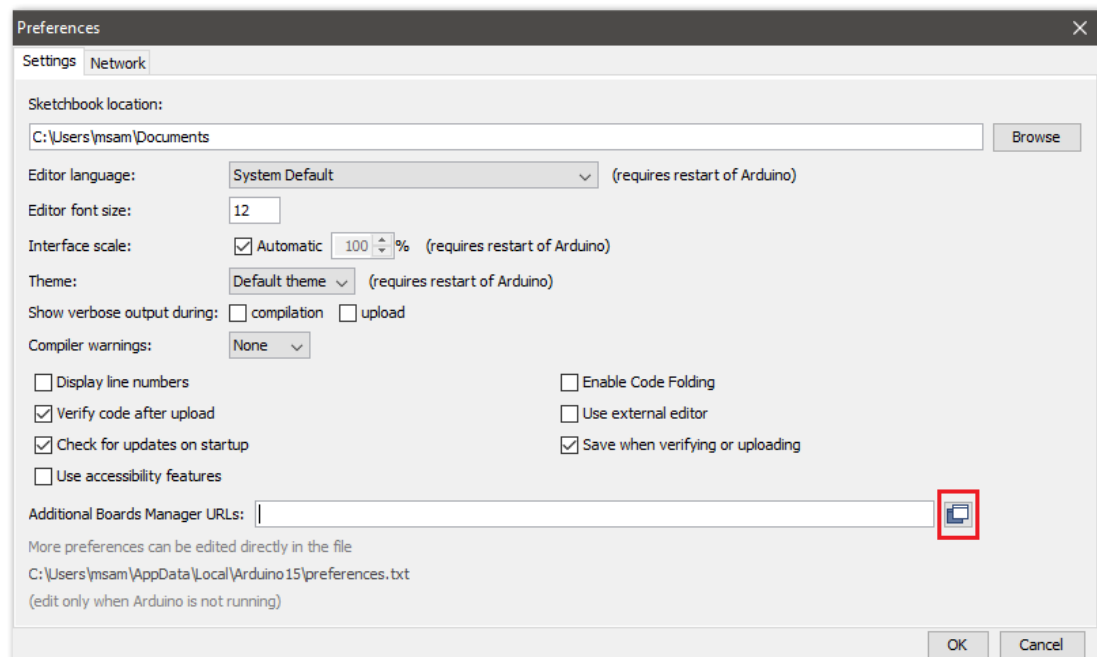 Preferences
Settings Network
Sketchbook location:
C:\Users\msam\Documents Browse
Editor language: System Default (requires restart of Arduino)
Editor font size: 12
Interface scale: Automatic 100 % (requires restart of Arduino)
Theme: Default theme (requires restart of Arduino)
Show verbose output during: compilation upload
Compiler warnings: None
Display line numbers Enable Code Folding
Verify code after upload Use external editor
Check for updates on startup Save when verifying or uploading
Use accessibility features
Additional Boards Manager URLs:
More preferences can be edited directly in the file
C:\Users\msam\AppData\Local\Arduino15\preferences.txt
(edit only when Arduino is not running)
OK Cancel